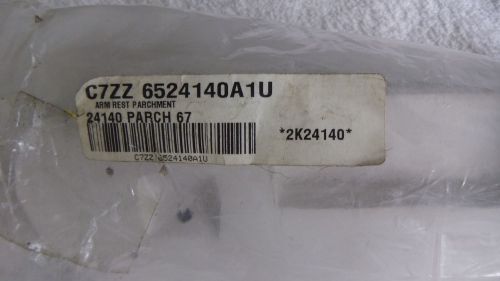 C7ZZ 6524140A1U
ARM REST PARCHMENT
24140 PARCH 67
*2K24140*
C7ZZ 6524140A1U